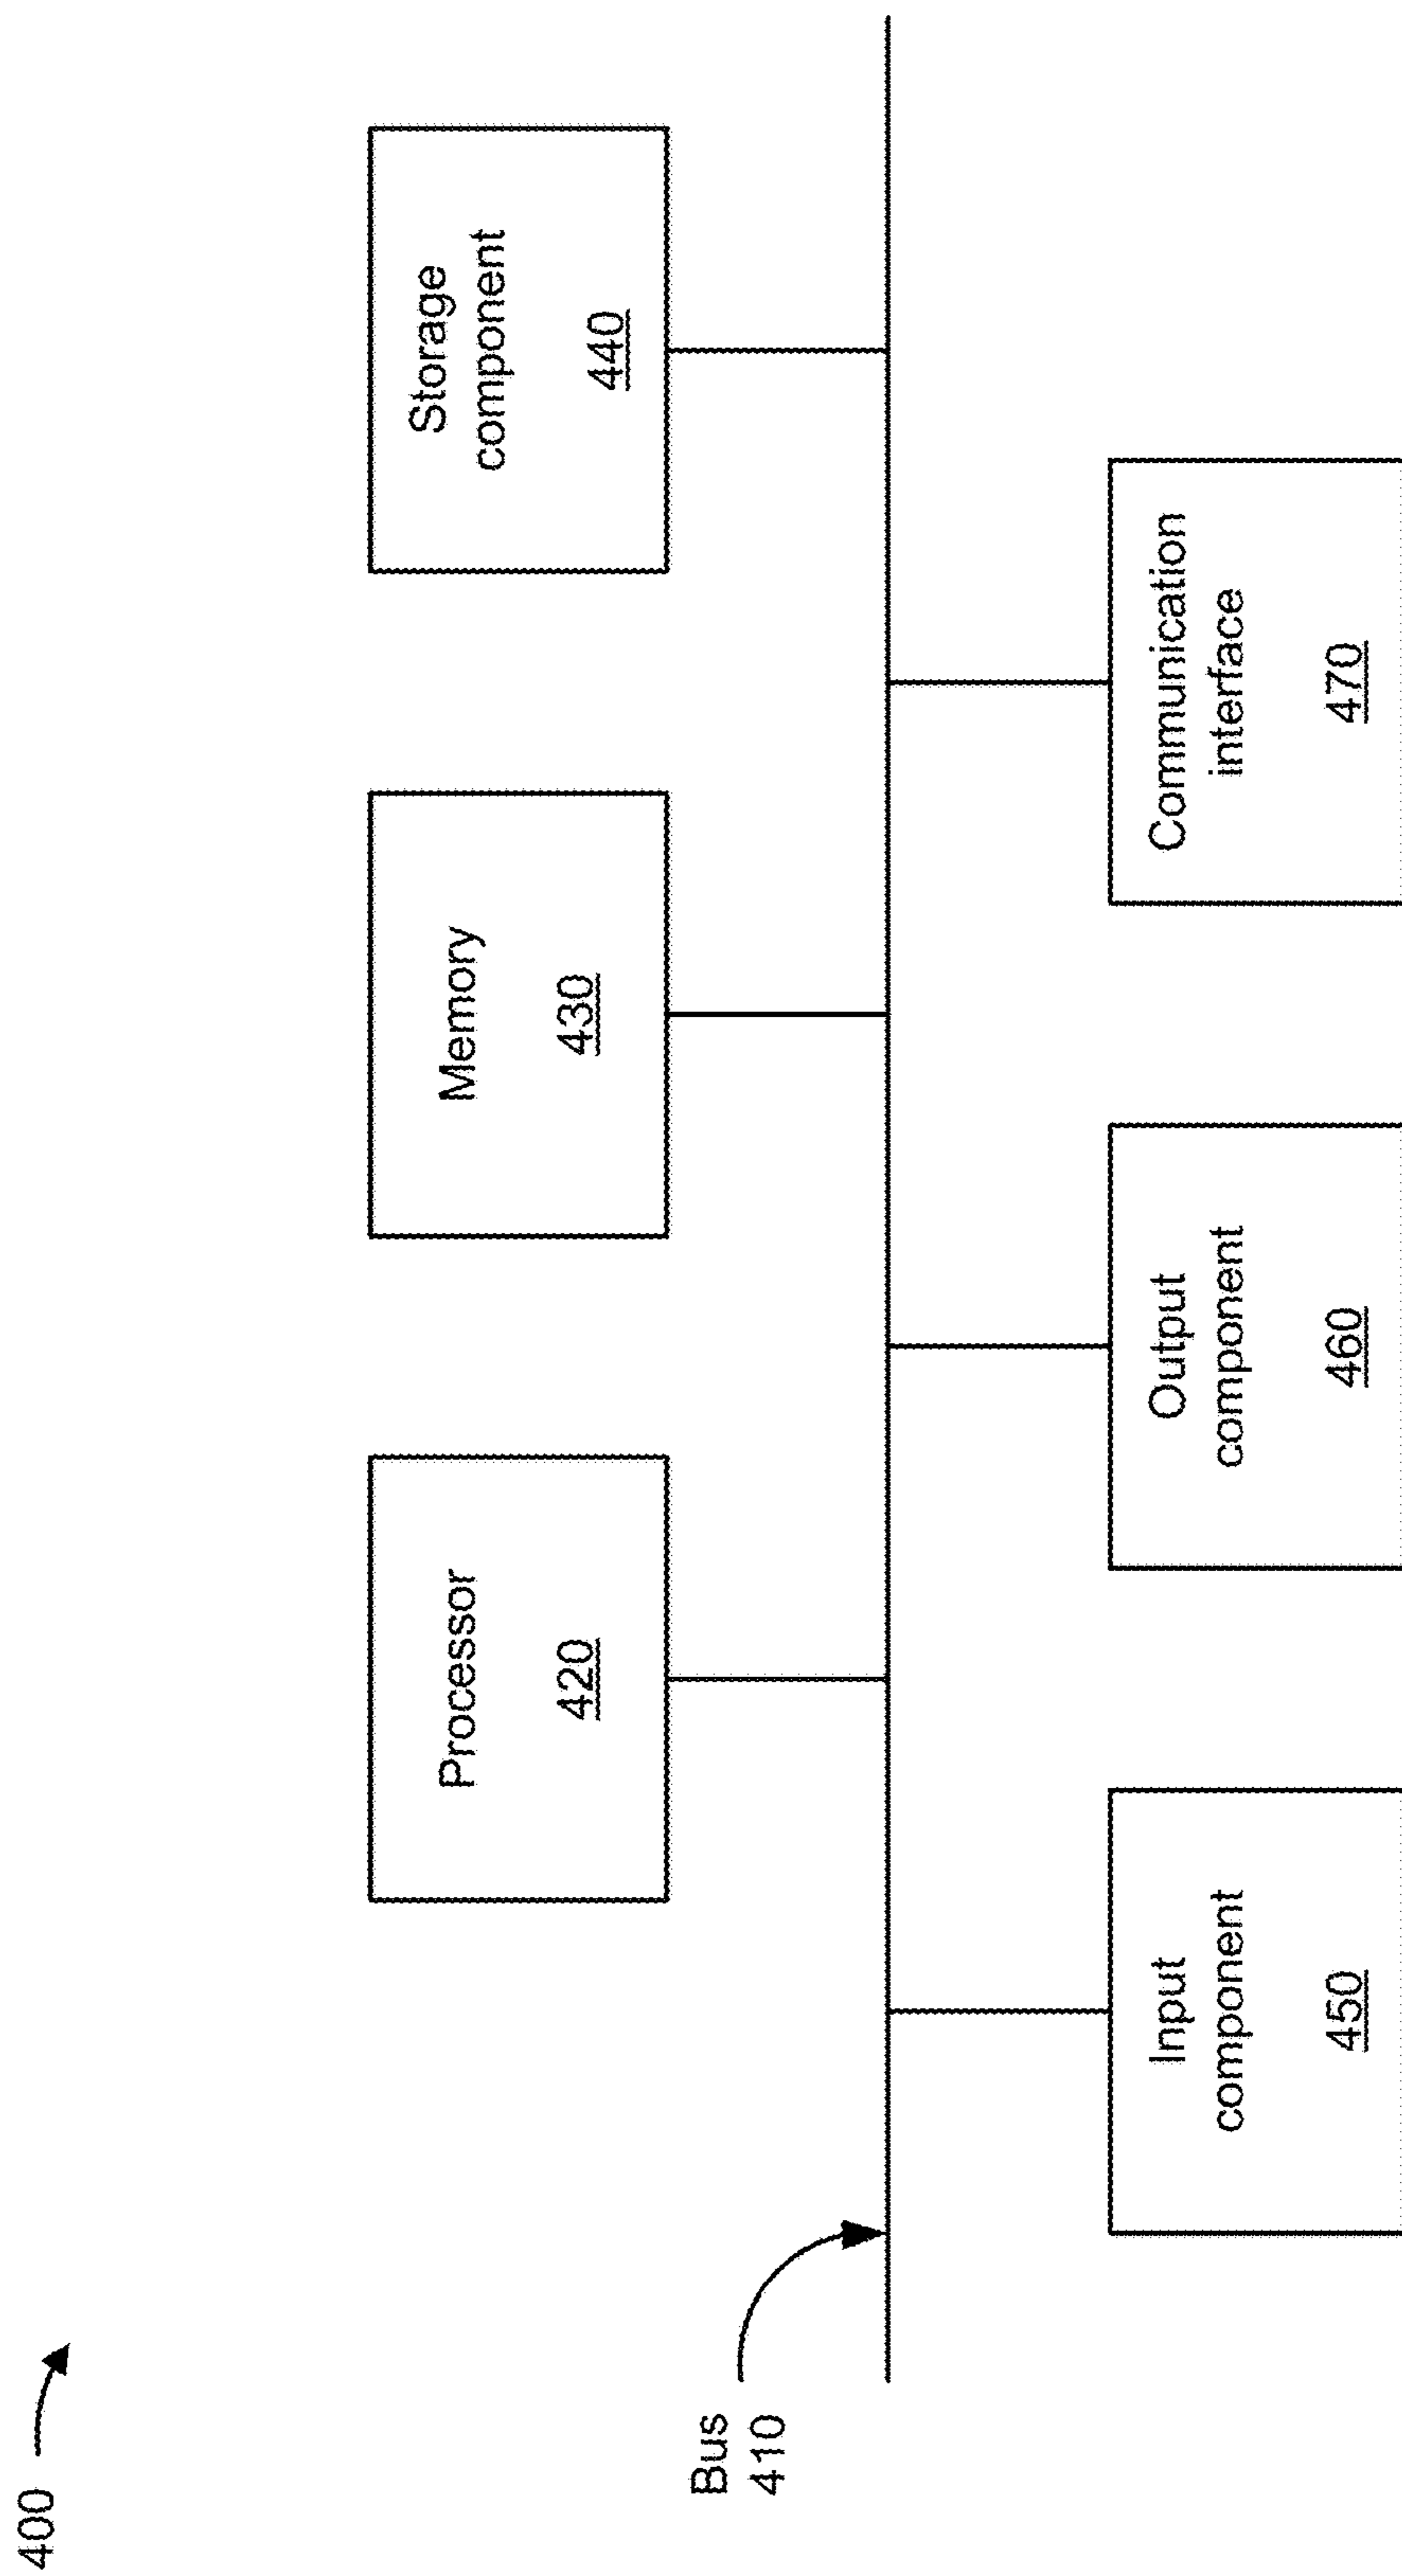 400
Processor
420
Memory
430
Storage
component
440
Bus
410
Input
component
450
Output
component
460
Communication
interface
470